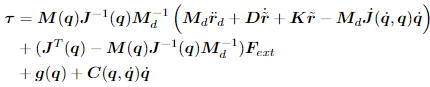 τ = M(q)J⁻¹(q)M_d⁻¹ ( M_d r̈_d + D ṙ̃ + K r̃ − M_d J̇(q̇, q)q̇ )
+ (Jᵀ(q) − M(q)J⁻¹(q)M_d⁻¹)F_ext
+ g(q) + C(q, q̇)q̇